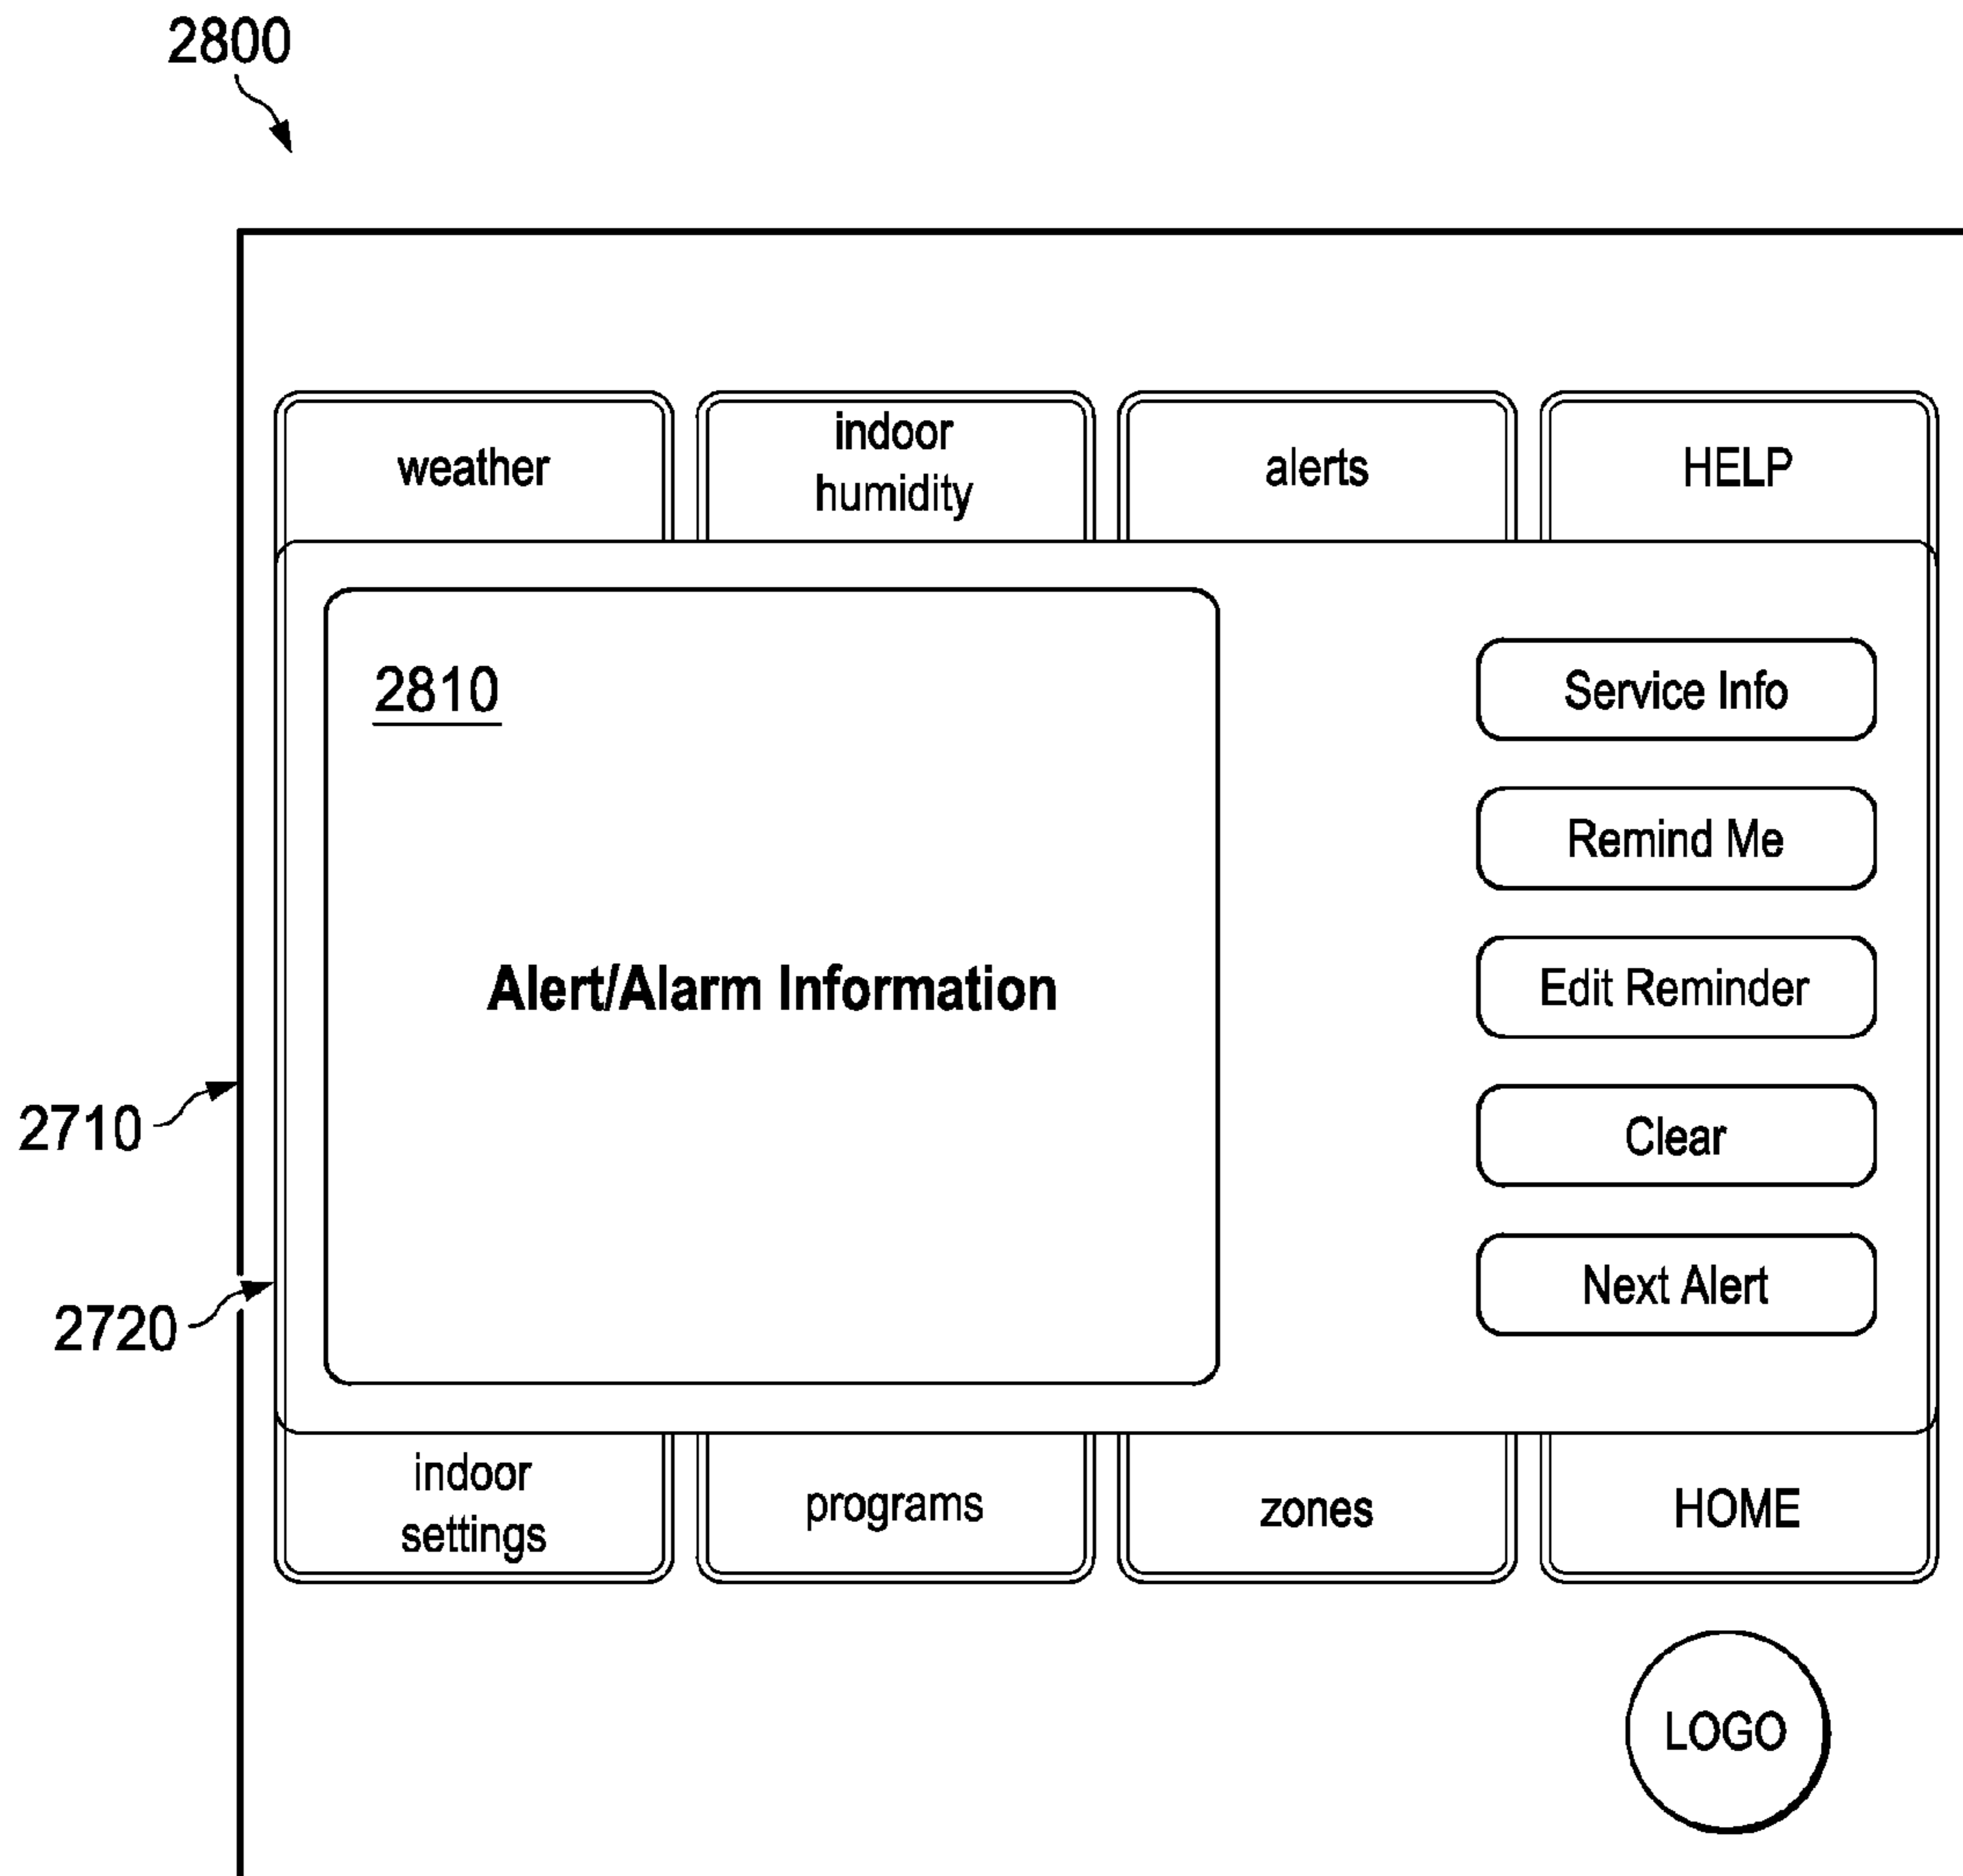 2800
weather
indoor
humidity
alerts
HELP
2810
Alert/Alarm Information
Service Info
Remind Me
Edit Reminder
Clear
Next Alert
2710
2720
indoor
settings
programs
zones
HOME
LOGO